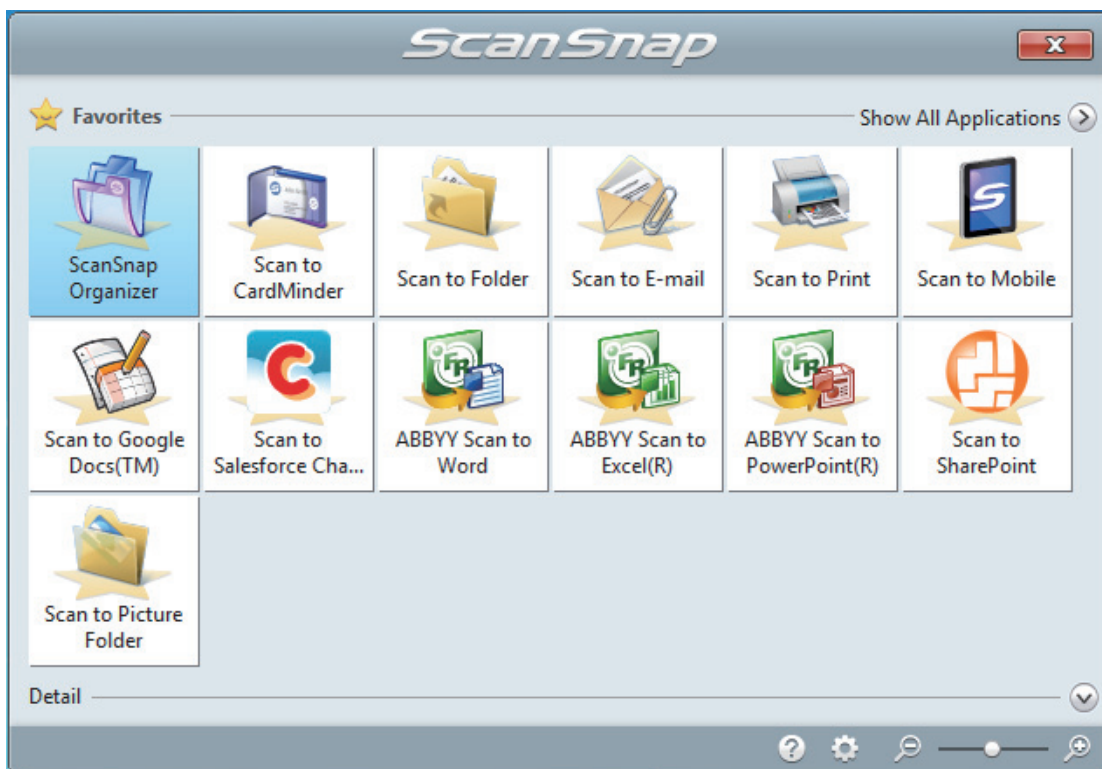 ScanSnap
Favorites
Show All Applications
ScanSnap
Organizer
Scan to
CardMinder
Scan to Folder
Scan to E-mail
Scan to Print
Scan to Mobile
Scan to Google
Docs(TM)
Scan to
Salesforce Cha...
ABBYY Scan to
Word
ABBYY Scan to
Excel(R)
ABBYY Scan to
PowerPoint(R)
Scan to
SharePoint
Scan to Picture
Folder
Detail